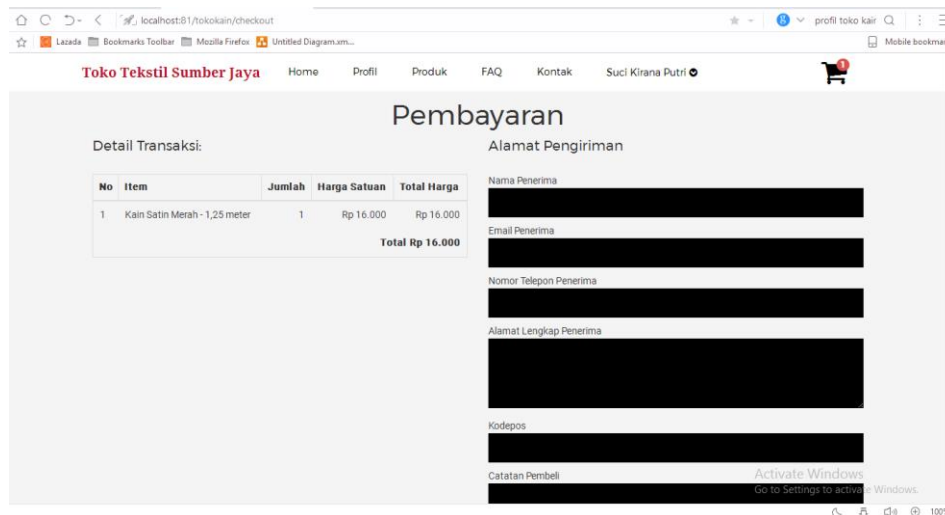 localhost:81/tokokain/checkout
profil toko kair
Lazada Bookmarks Toolbar Mozilla Firefox Untitled Diagram.xm...
Mobile bookmar
Toko Tekstil Sumber Jaya Home Profil Produk FAQ Kontak Suci Kirana Putri 1
Pembayaran
Detail Transaksi:
No Item Jumlah Harga Satuan Total Harga
1 Kain Satin Merah - 1,25 meter 1 Rp 16.000 Rp 16.000
Total Rp 16.000
Alamat Pengiriman
Nama Penerima
Email Penerima
Nomor Telepon Penerima
Alamat Lengkap Penerima
Kodepos
Catatan Pembeli
Activate Windows
Go to Settings to activate Windows.